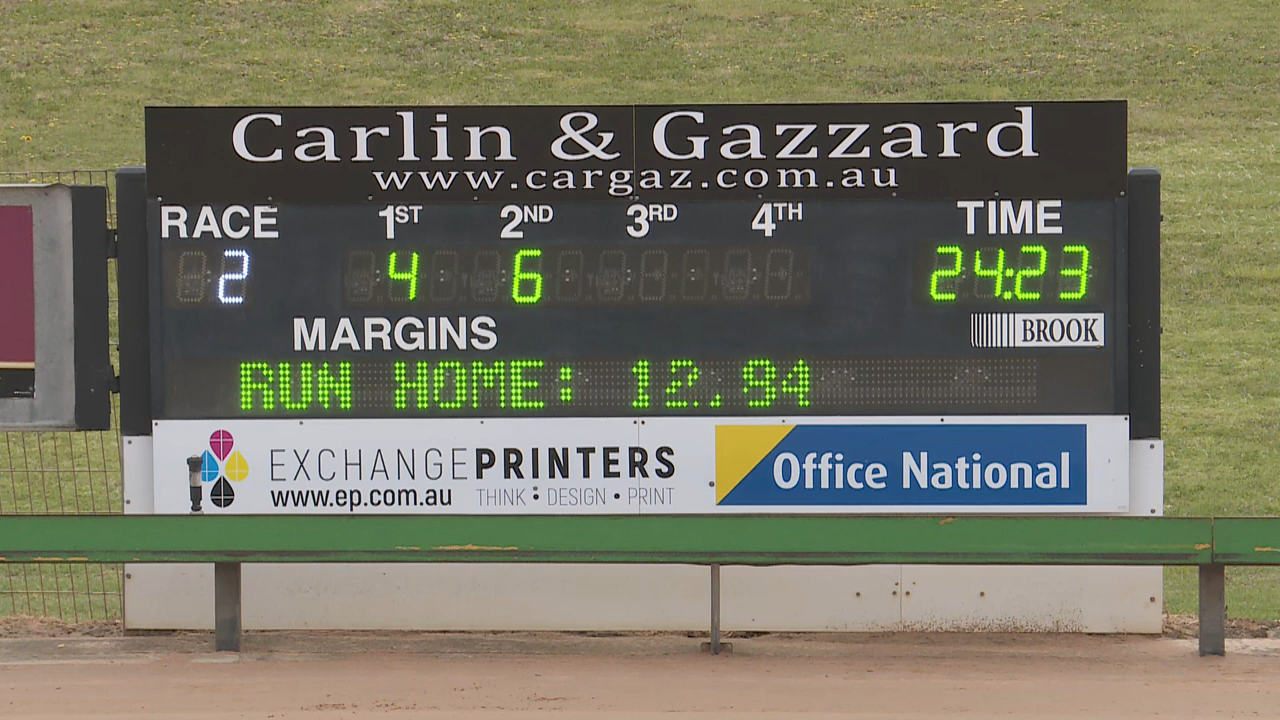 Carlin & Gazzard
www.cargaz.com.au
RACE 1ST 2ND 3RD 4TH TIME
2 4 6 24:23
MARGINS
BROOK
RUN HOME: 12.94
EXCHANGEPRINTERS
www.ep.com.au THINK : DESIGN • PRINT
Office National